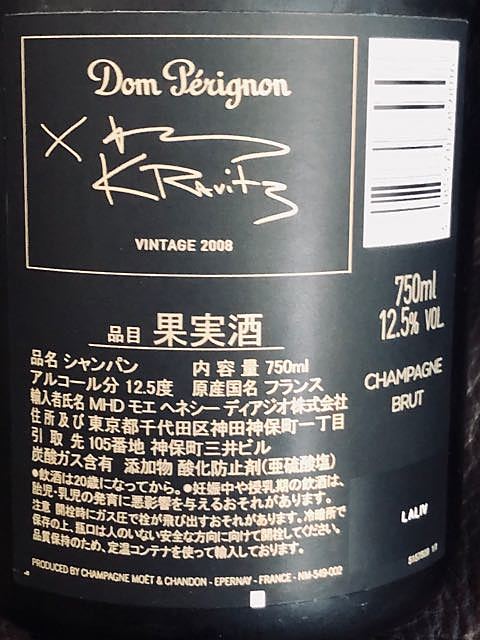 Dom Pérignon
X
KRavitz
VINTAGE 2008
品目 果実酒
品名 シャンパン 内容量 750ml
アルコール分 12.5度 原産国名 フランス
輸入者氏名 MHD モエ ヘネシー ディアジオ株式会社
住所及び 東京都千代田区神田神保町一丁目
引取先 105番地 神保町三井ビル
炭酸ガス含有 添加物 酸化防止剤(亜硫酸塩)
●飲酒は20歳になってから。●妊娠中や授乳期の飲酒は、
胎児・乳児の発育に悪影響を与えるおそれがあります。
注意 開栓時にガス圧で栓が飛び出すおそれがあります。冷暗所で
保存の上、瓶口は人のいない安全な方向に向けて開栓してください。
品質保持のため、定温コンテナを使って輸入しております。
PRODUCED BY CHAMPAGNE MOËT & CHANDON - EPERNAY - FRANCE - NM-549-002
750ml
12.5% VOL
CHAMPAGNE
BRUT
LALIV